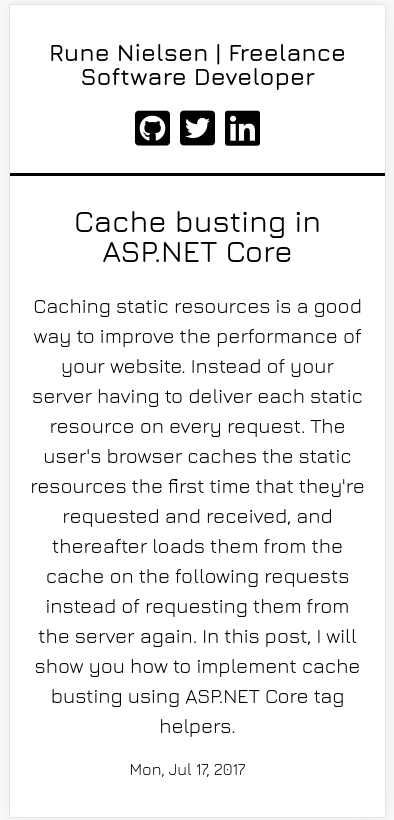 Rune Nielsen | Freelance
Software Developer
Cache busting in
ASP.NET Core
Caching static resources is a good
way to improve the performance of
your website. Instead of your
server having to deliver each static
resource on every request. The
user's browser caches the static
resources the first time that they're
requested and received, and
thereafter loads them from the
cache on the following requests
instead of requesting them from
the server again. In this post, I will
show you how to implement cache
busting using ASP.NET Core tag
helpers.
Mon, Jul 17, 2017